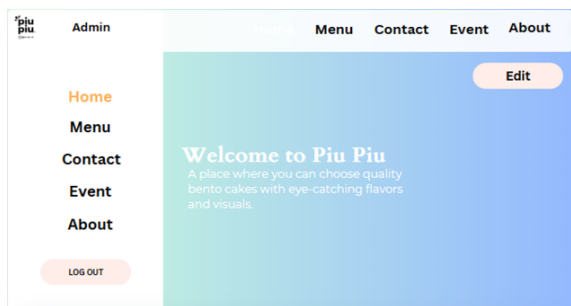 piu
piu.
Admin
Home
Menu
Contact
Event
About
LOG OUT
Home Menu Contact Event About
Edit
Welcome to Piu Piu
A place where you can choose quality
bento cakes with eye-catching flavors
and visuals.